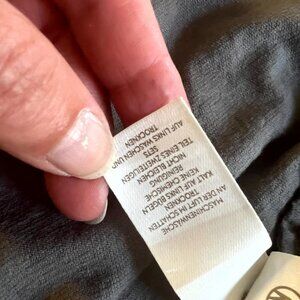 MASCHINENWÄSCHE
AN DER LUFT IM SCHATTEN
TROCKNEN
KALT AUF LINKS BÜGELN
KEINE CHEMISCHE
REINIGUNG
NICHT BLEICHEN
TEIL EINES ZWEITEILIGEN
SETS
AUF LINKS WASCHEN UND
TROCKNEN